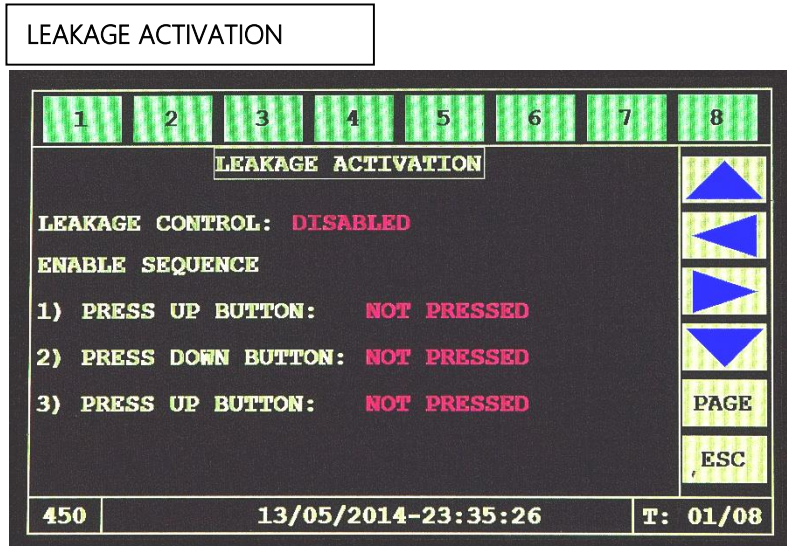 LEAKAGE ACTIVATION
1 2 3 4 5 6 7 8
LEAKAGE ACTIVATION
LEAKAGE CONTROL: DISABLED
ENABLE SEQUENCE
1) PRESS UP BUTTON: NOT PRESSED
2) PRESS DOWN BUTTON: NOT PRESSED
3) PRESS UP BUTTON: NOT PRESSED
PAGE
ESC
450 13/05/2014-23:35:26 T: 01/08